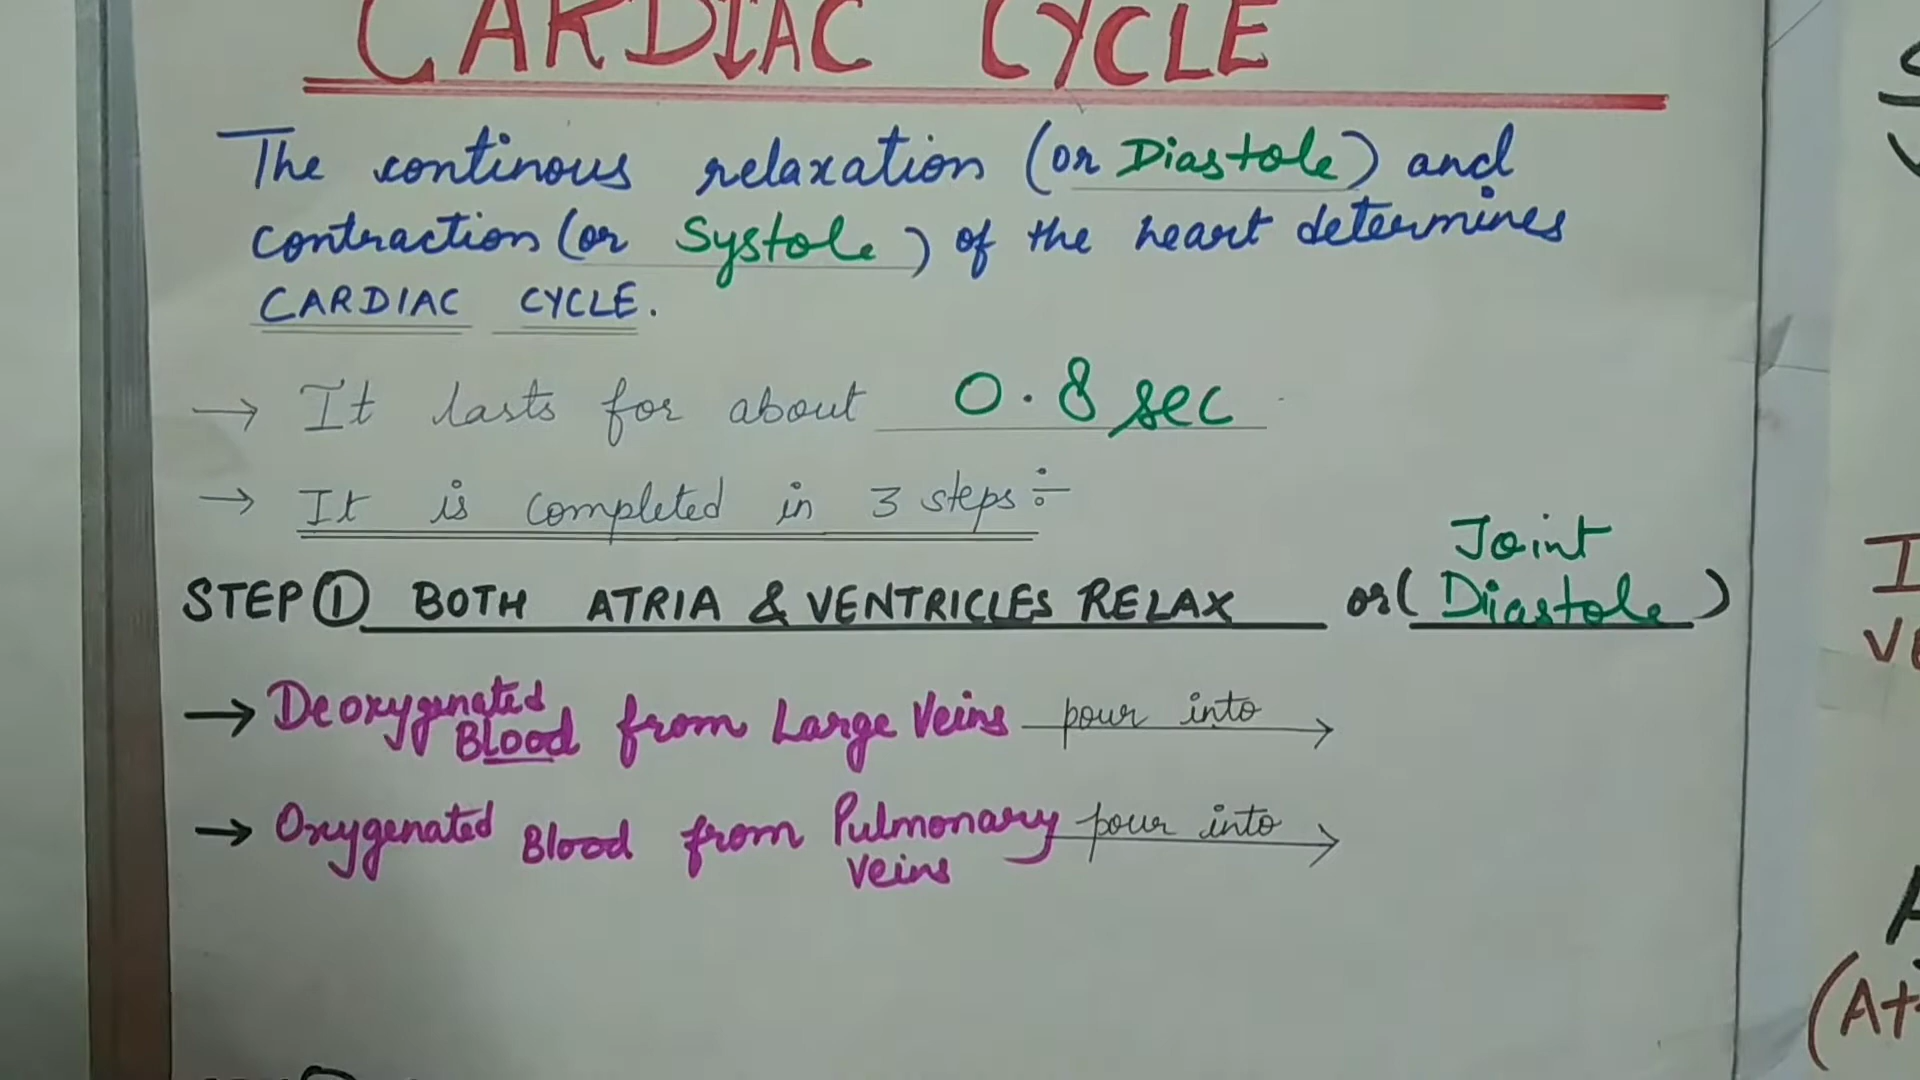 CARDIAC CYCLE
The continous relaxation (or Diastole) and
contraction (or Systole) of the heart determines
CARDIAC CYCLE.
→ It lasts for about 0.8 sec
→ It is completed in 3 steps÷
STEP ① BOTH ATRIA & VENTRICLES RELAX or (Joint Diastole)
→ Deoxygenated Blood from Large Veins pour into →
→ Oxygenated Blood from Pulmonary Veins pour into →